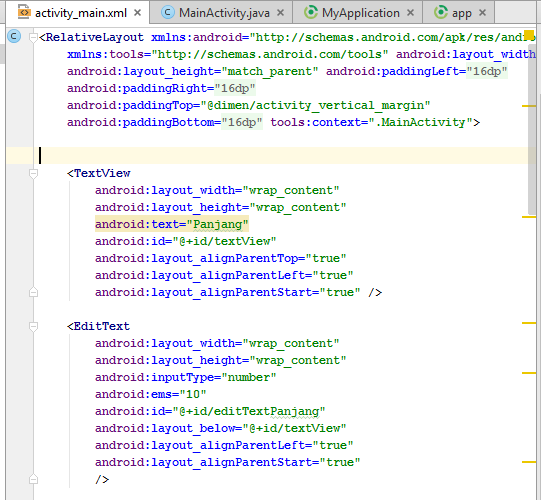 activity_main.xml MainActivity.java MyApplication app
<RelativeLayout xmlns:android="http://schemas.android.com/apk/res/andro
xmlns:tools="http://schemas.android.com/tools" android:layout_width
android:layout_height="match_parent" android:paddingLeft="16dp"
android:paddingRight="16dp"
android:paddingTop="@dimen/activity_vertical_margin"
android:paddingBottom="16dp" tools:context=".MainActivity">
<TextView
android:layout_width="wrap_content"
android:layout_height="wrap_content"
android:text="Panjang"
android:id="@+id/textView"
android:layout_alignParentTop="true"
android:layout_alignParentLeft="true"
android:layout_alignParentStart="true" />
<EditText
android:layout_width="wrap_content"
android:layout_height="wrap_content"
android:inputType="number"
android:ems="10"
android:id="@+id/editTextPanjang"
android:layout_below="@+id/textView"
android:layout_alignParentLeft="true"
android:layout_alignParentStart="true"
/>